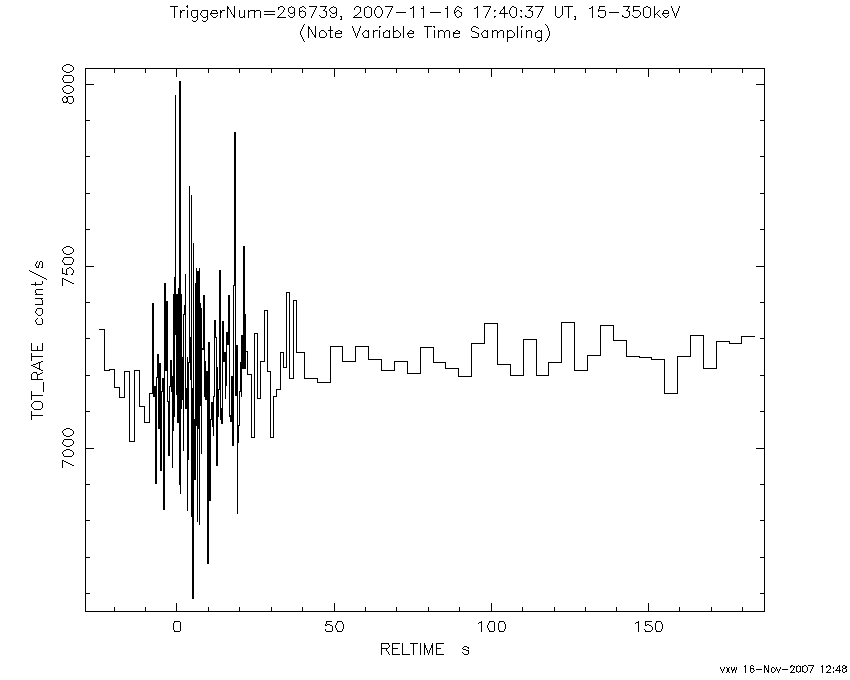 TriggerNum=296739, 2007-11-16 17:40:37 UT, 15-350keV
(Note Variable Time Sampling)
TOT_RATE count/s
8000
7500
7000
0 50 100 150
RELTIME s
vxw 16-Nov-2007 12:48